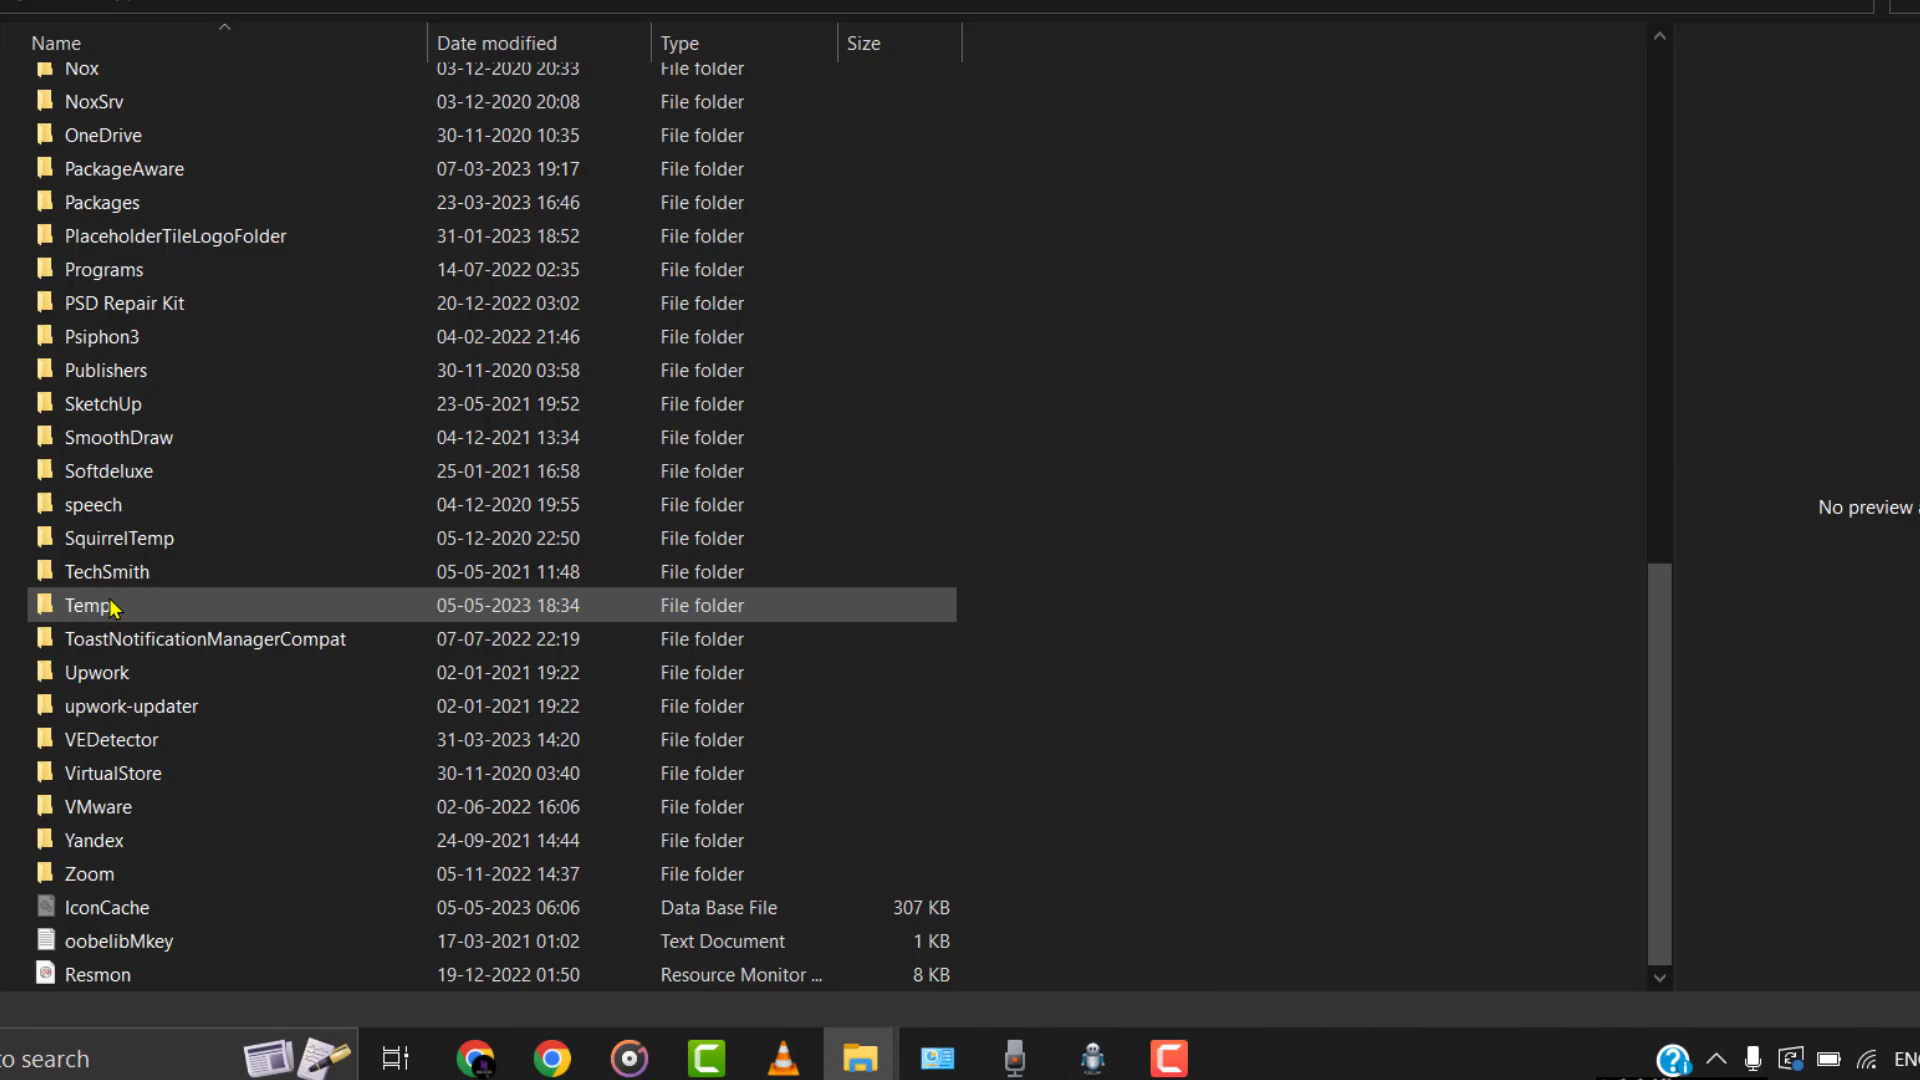 Name Date modified Type Size
Nox 03-12-2020 20:33 File folder
NoxSrv 03-12-2020 20:08 File folder
OneDrive 30-11-2020 10:35 File folder
PackageAware 07-03-2023 19:17 File folder
Packages 23-03-2023 16:46 File folder
PlaceholderTileLogoFolder 31-01-2023 18:52 File folder
Programs 14-07-2022 02:35 File folder
PSD Repair Kit 20-12-2022 03:02 File folder
Psiphon3 04-02-2022 21:46 File folder
Publishers 30-11-2020 03:58 File folder
SketchUp 23-05-2021 19:52 File folder
SmoothDraw 04-12-2021 13:34 File folder
Softdeluxe 25-01-2021 16:58 File folder
speech 04-12-2020 19:55 File folder
No preview
SquirrelTemp 05-12-2020 22:50 File folder
TechSmith 05-05-2021 11:48 File folder
Temp 05-05-2023 18:34 File folder
ToastNotificationManagerCompat 07-07-2022 22:19 File folder
Upwork 02-01-2021 19:22 File folder
upwork-updater 02-01-2021 19:22 File folder
VEDetector 31-03-2023 14:20 File folder
VirtualStore 30-11-2020 03:40 File folder
VMware 02-06-2022 16:06 File folder
Yandex 24-09-2021 14:44 File folder
Zoom 05-11-2022 14:37 File folder
IconCache 05-05-2023 06:06 Data Base File 307 KB
oobelibMkey 17-03-2021 01:02 Text Document 1 KB
Resmon 19-12-2022 01:50 Resource Monitor ... 8 KB
to search ENG